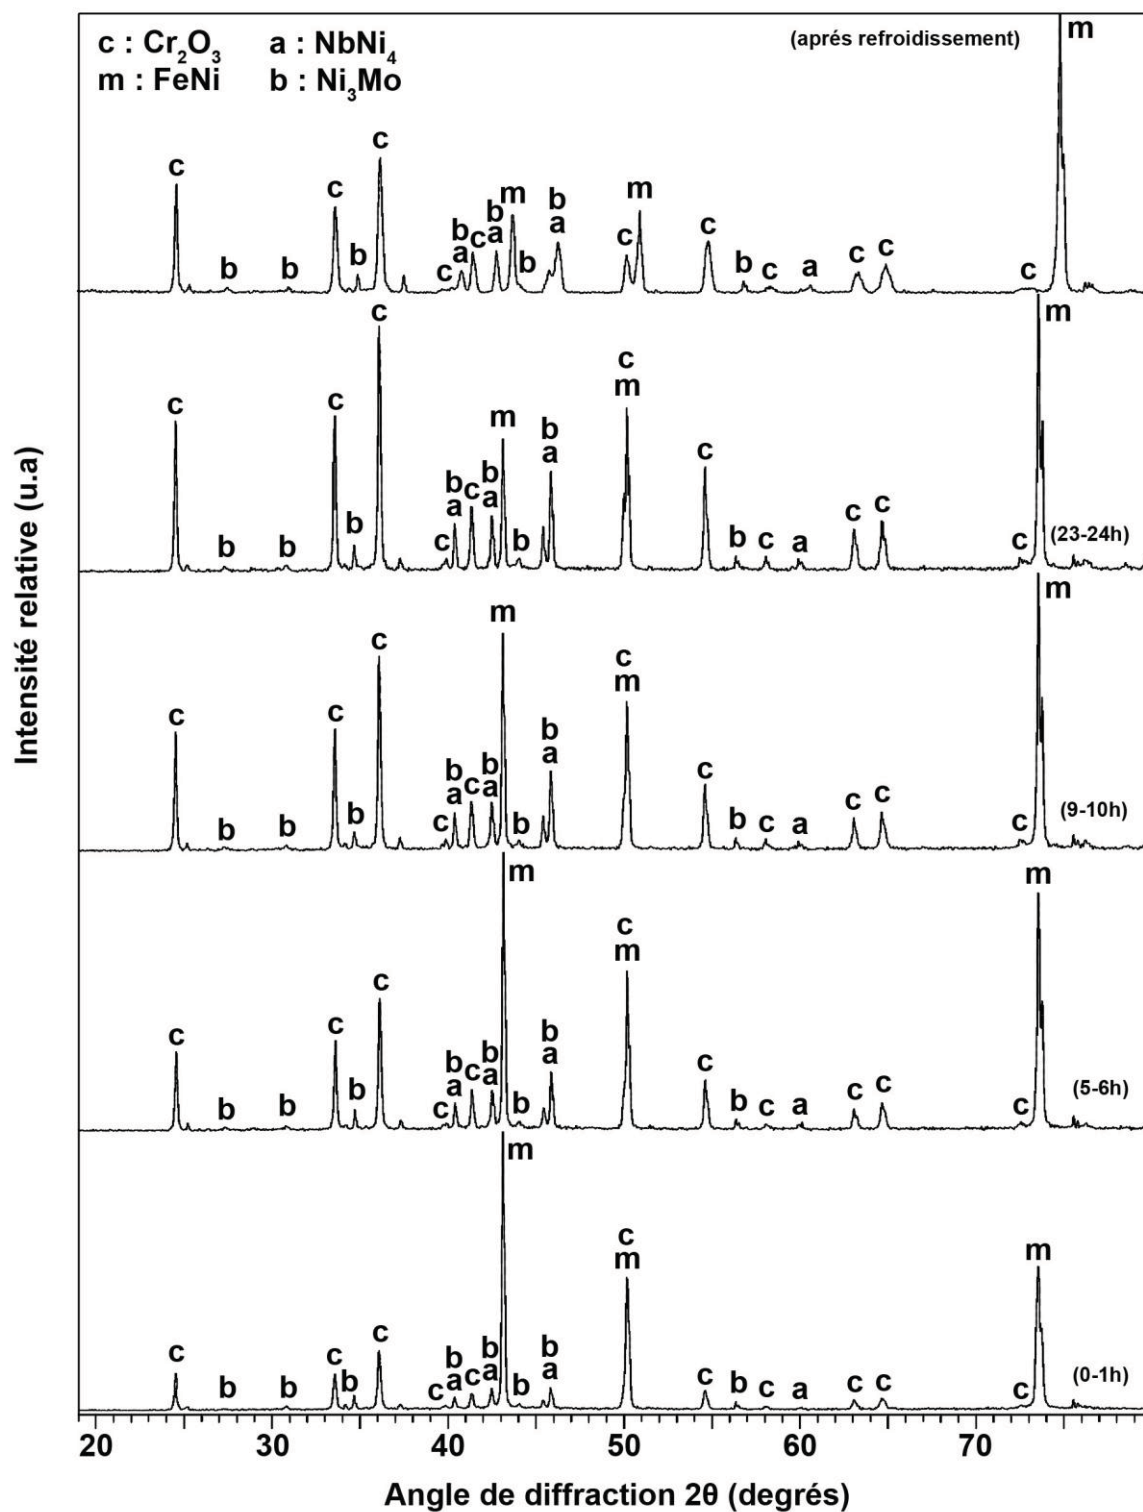 c : Cr₂O₃ a : NbNi₄ (aprés refroidissement) m
m : FeNi b : Ni₃Mo
c
c
c m
c b b b
b b b a c a m b a c c b c a c c c
m
c
c c
c m b c m
b b b b a c a b a c b c a c c c (23-24h)
m
m
c c
c c b m
b b b c b a c b a b a c b c a c c c (9-10h)
m m
c
c c m
c b b b a c b b c c c
b b c a c a b b c a c (5-6h)
m
c
m
c b m
c c b b b a c b c c c c
b b b c a c a b b c a c (0-1h)
20 30 40 50 60 70
Angle de diffraction 2θ (degrés)
Intensité relative (u.a)